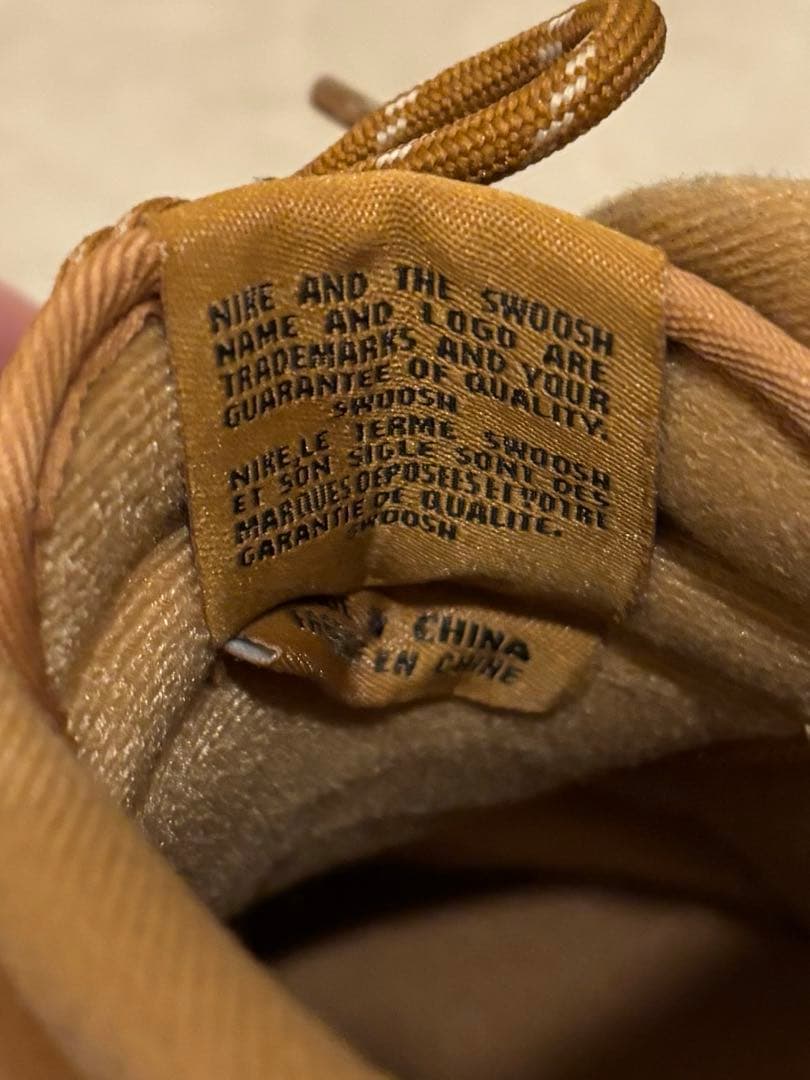 NIKE AND THE SWOOSH
NAME AND LOGO ARE
TRADEMARKS AND YOUR
GUARANTEE OF QUALITY.
SWOOSH
NIKE, LE TERME SWOOSH
ET SON SIGLE SONT DES
MARQUES DEPOSEES ET VOTRE
GARANTIE DE QUALITE.
SWOOSH
CHINA
EN CHINE